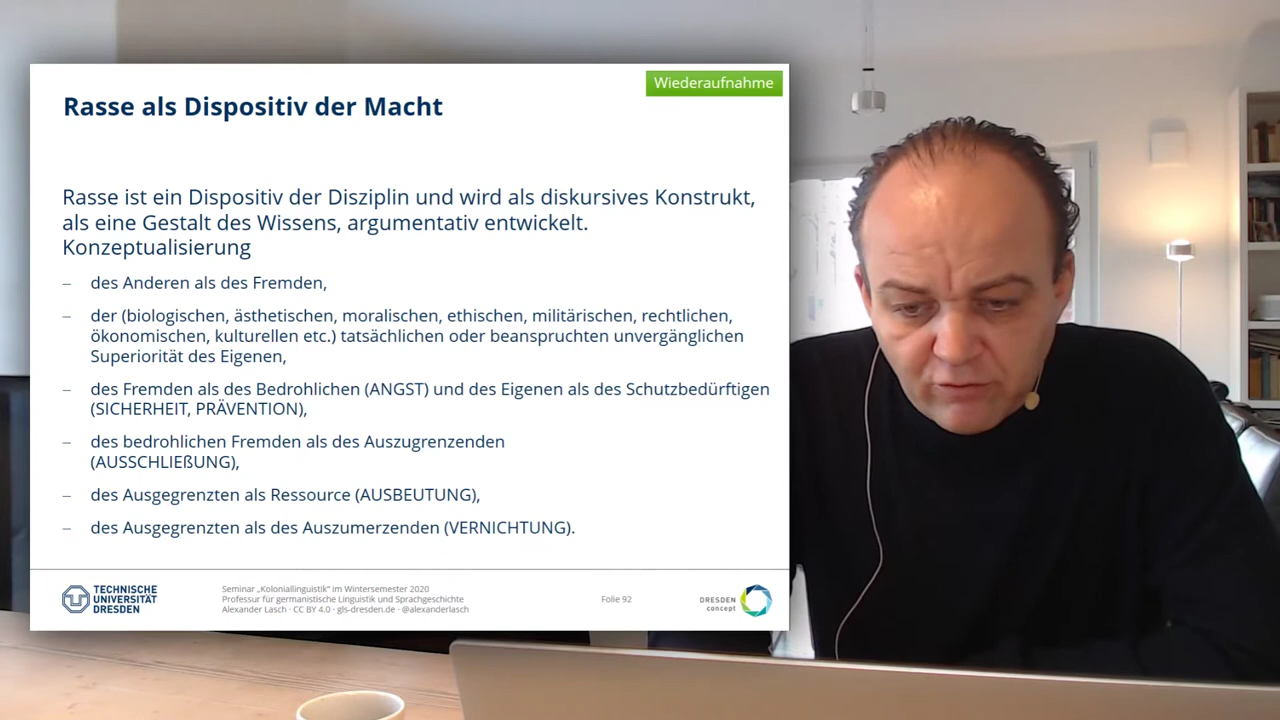 Wiederaufnahme
Rasse als Dispositiv der Macht
Rasse ist ein Dispositiv der Disziplin und wird als diskursives Konstrukt,
als eine Gestalt des Wissens, argumentativ entwickelt.
Konzeptualisierung
– des Anderen als des Fremden,
– der (biologischen, ästhetischen, moralischen, ethischen, militärischen, rechtlichen,
ökonomischen, kulturellen etc.) tatsächlichen oder beanspruchten unvergänglichen
Superiorität des Eigenen,
– des Fremden als des Bedrohlichen (ANGST) und des Eigenen als des Schutzbedürftigen
(SICHERHEIT, PRÄVENTION),
– des bedrohlichen Fremden als des Auszugrenzenden
(AUSSCHLIEßUNG),
– des Ausgegrenzten als Ressource (AUSBEUTUNG),
– des Ausgegrenzten als des Auszumerzenden (VERNICHTUNG).
TECHNISCHE
UNIVERSITÄT
DRESDEN
Seminar „Koloniallinguistik“ im Wintersemester 2020
Professur für germanistische Linguistik und Sprachgeschichte
Alexander Lasch · CC BY 4.0 · gls-dresden.de · @alexanderlasch
Folie 92
DRESDEN
concept